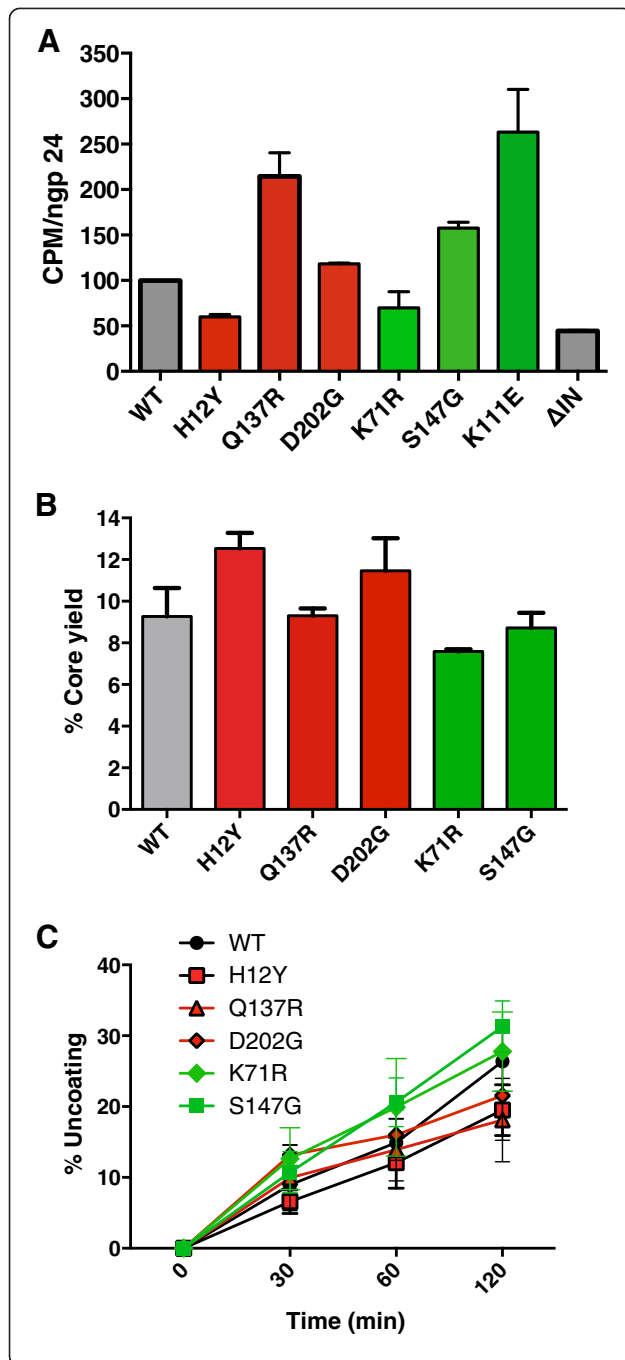 A
CPM/ngp 24
350
300
250
200
150
100
50
0
WT
H12Y
Q137R
D202G
K71R
S147G
K111E
ΔIN
B
% Core yield
14
12
10
8
6
4
2
0
WT
H12Y
Q137R
D202G
K71R
S147G
C
WT
H12Y
Q137R
D202G
K71R
S147G
% Uncoating
40
30
20
10
0
0
30
60
120
Time (min)